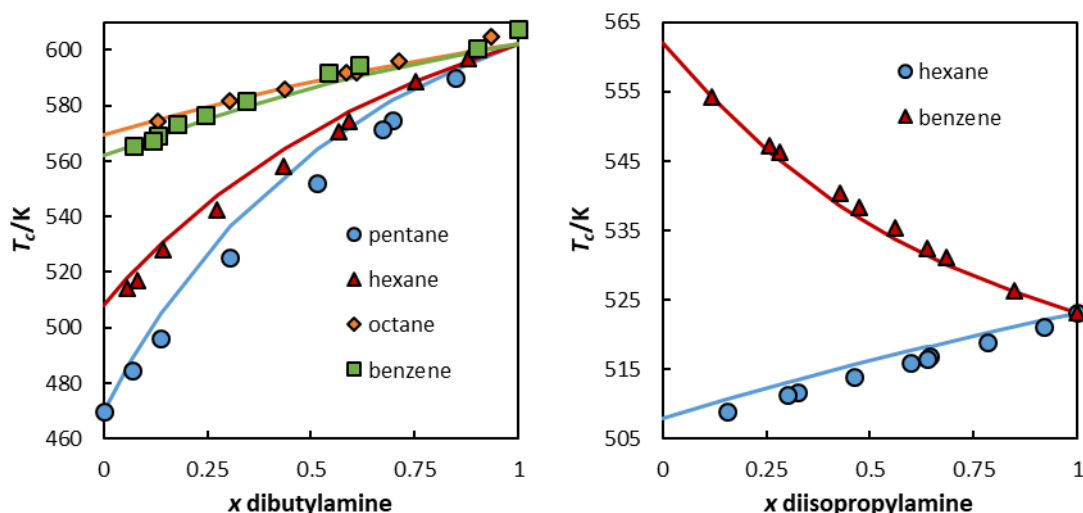 600
580
560
540
520
500
480
460
T_c/K
0
0.25
0.5
0.75
1
x dibutylamine
pentane
hexane
octane
benzene
565
555
545
535
525
515
505
T_c/K
0
0.25
0.5
0.75
1
x diisopropylamine
hexane
benzene